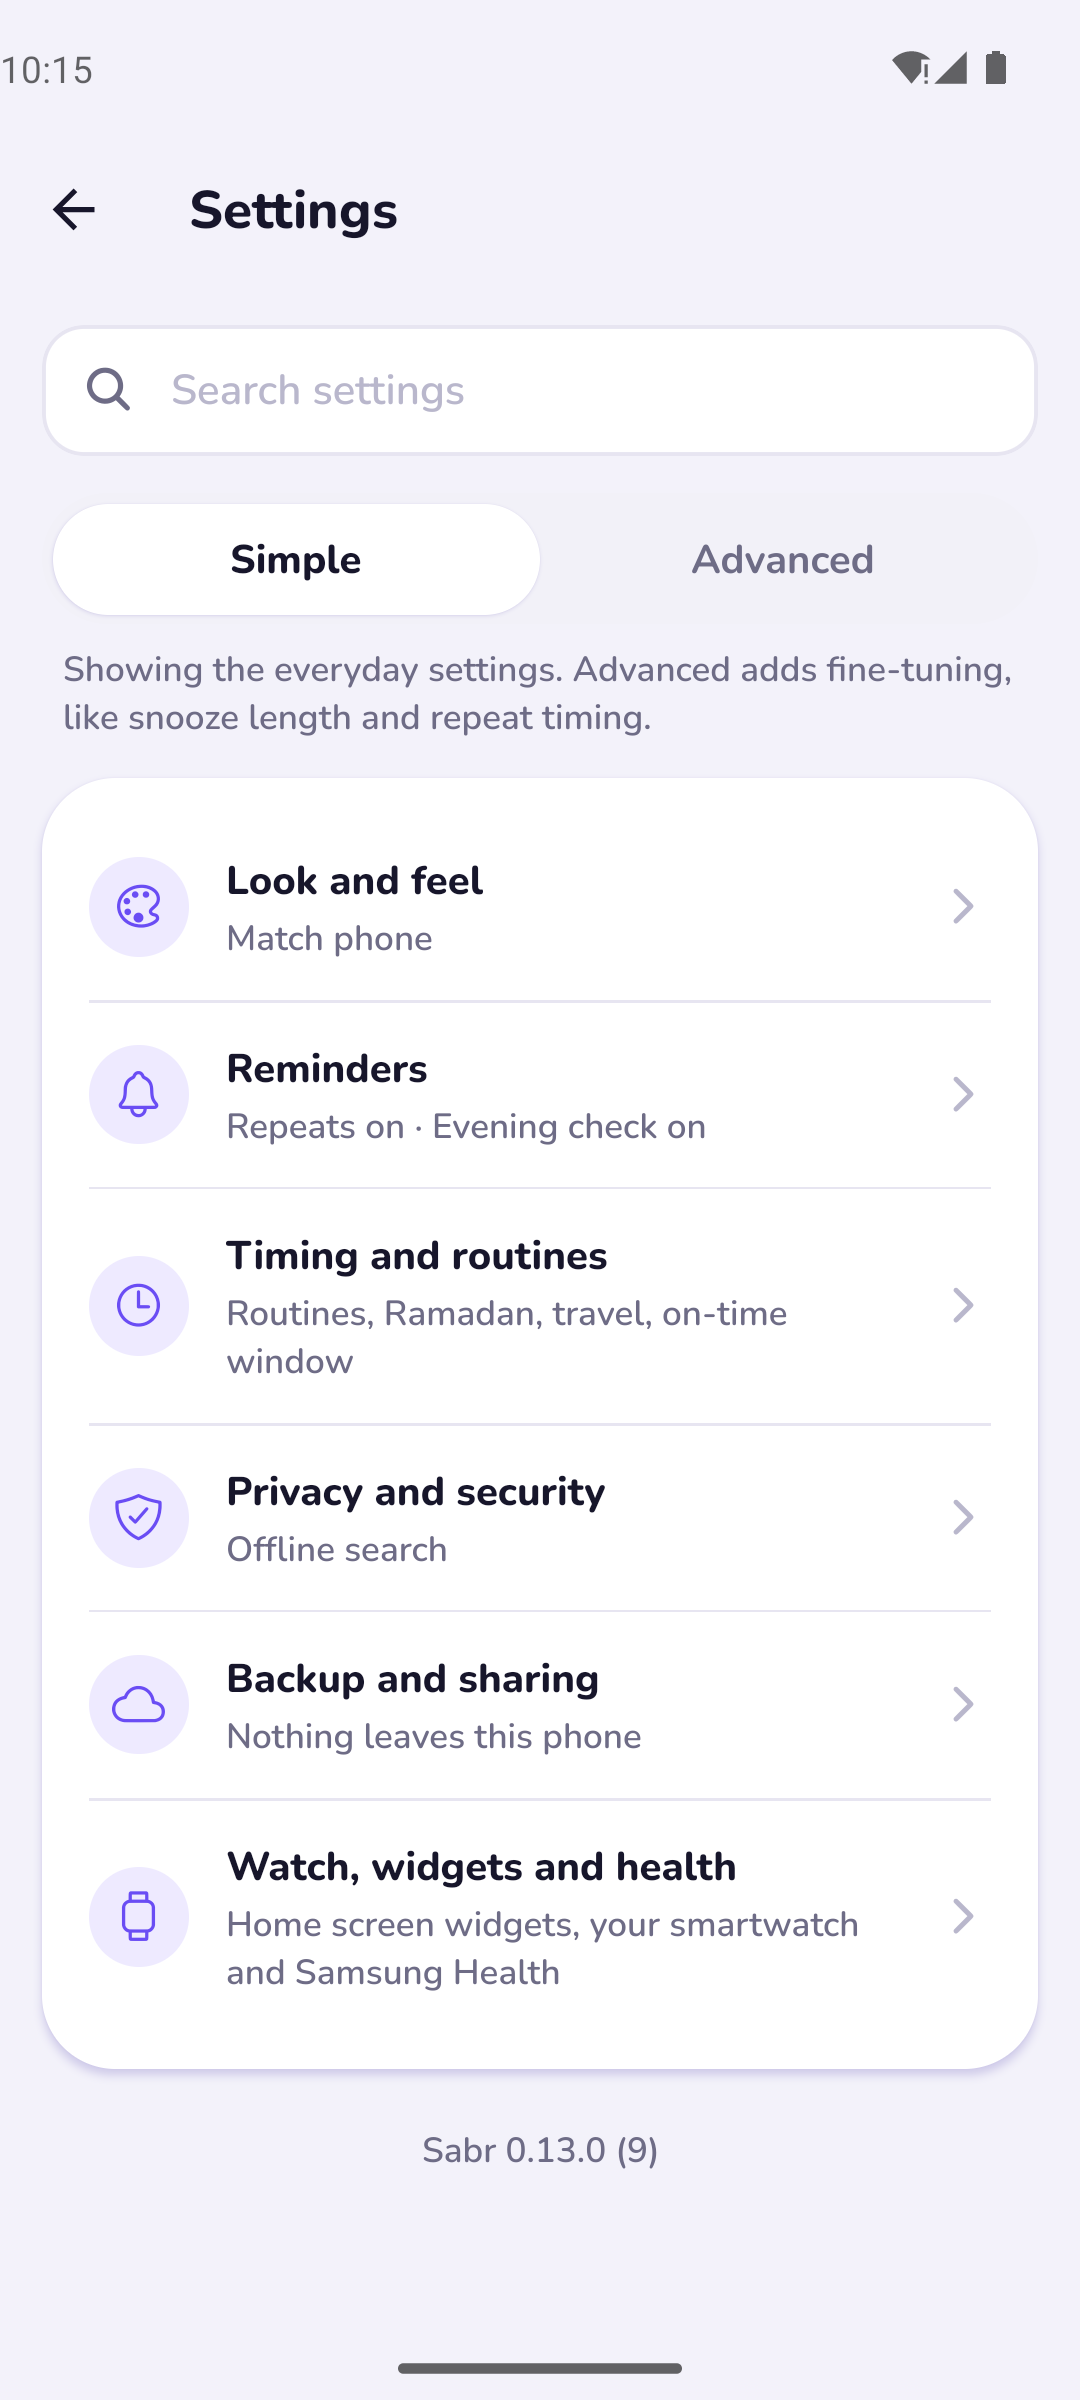 10:15
Settings
Search settings
Simple
Advanced
Showing the everyday settings. Advanced adds fine-tuning,
like snooze length and repeat timing.
Look and feel
Match phone
Reminders
Repeats on · Evening check on
Timing and routines
Routines, Ramadan, travel, on-time
window
Privacy and security
Offline search
Backup and sharing
Nothing leaves this phone
Watch, widgets and health
Home screen widgets, your smartwatch
and Samsung Health
Sabr 0.13.0 (9)